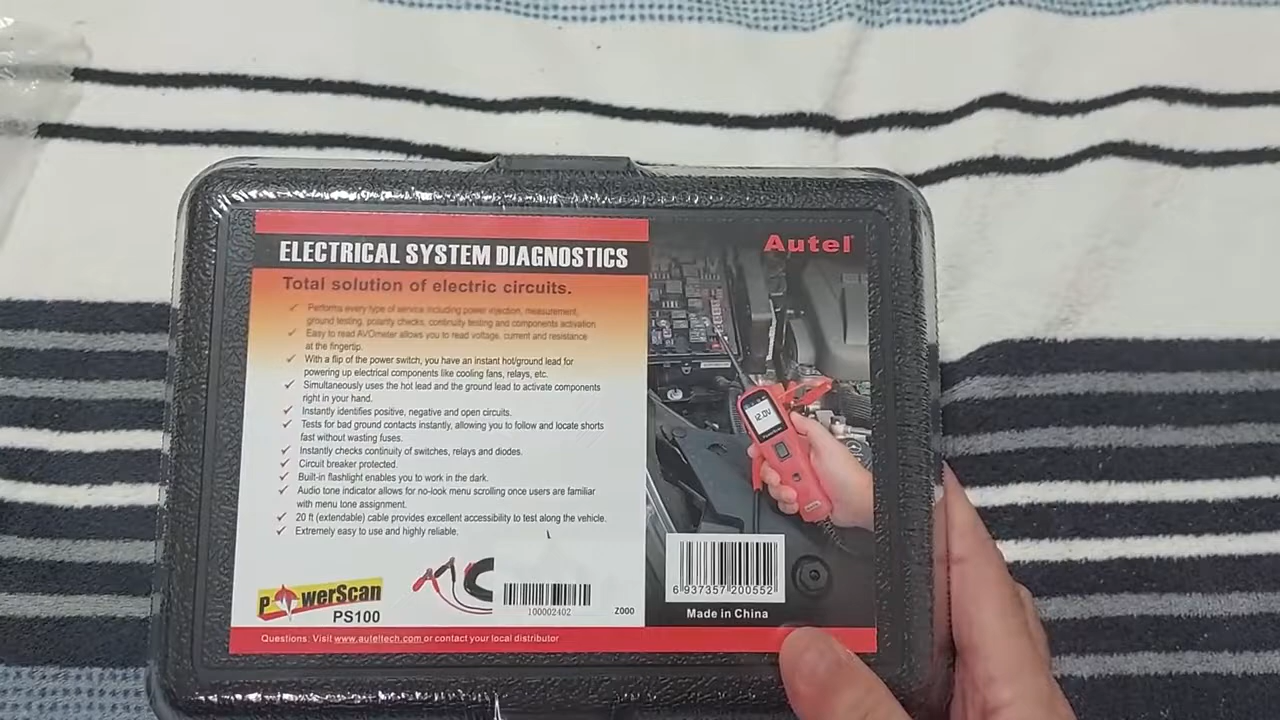 ELECTRICAL SYSTEM DIAGNOSTICS
Total solution of electric circuits.
✓ Performs every type of service including power injection, measurement,
ground testing, polarity checks, continuity testing and components activation.
✓ Easy to read AVOmeter allows you to read voltage, current and resistance
at the fingertip.
✓ With a flip of the power switch, you have an instant hot/ground lead for
powering up electrical components like cooling fans, relays, etc.
✓ Simultaneously uses the hot lead and the ground lead to activate components
right in your hand.
✓ Instantly identifies positive, negative and open circuits.
✓ Tests for bad ground contacts instantly, allowing you to follow and locate shorts
fast without wasting fuses.
✓ Instantly checks continuity of switches, relays and diodes.
✓ Circuit breaker protected.
✓ Built-in flashlight enables you to work in the dark.
✓ Audio tone indicator allows for no-look menu scrolling once users are familiar
with menu tone assignment.
✓ 20 ft (extendable) cable provides excellent accessibility to test along the vehicle.
✓ Extremely easy to use and highly reliable.
PowerScan
PS100
100002402
Z000
Questions: Visit www.auteltech.com or contact your local distributor
Autel
12.0V
6 937357 200552
Made in China